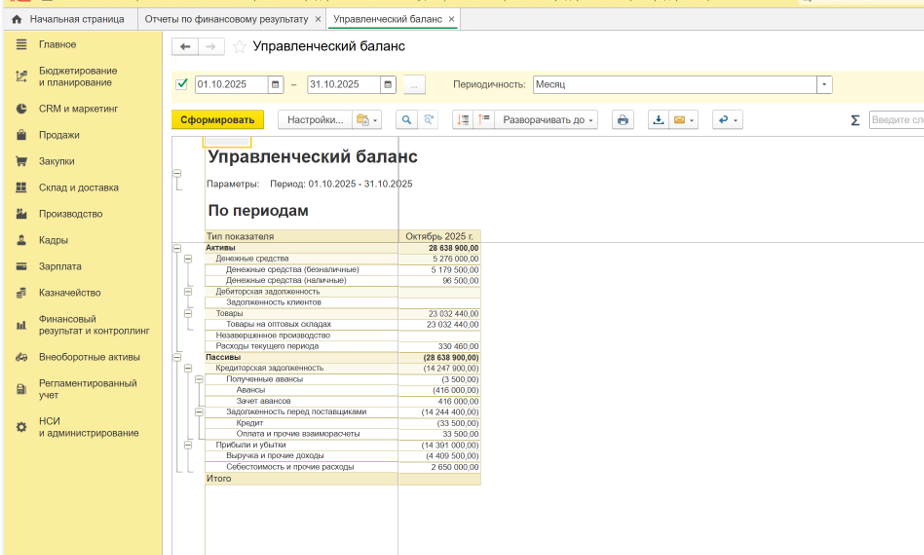 Начальная страница
Отчеты по финансовому результату ×
Управленческий баланс ×
Главное
Бюджетирование
и планирование
CRM и маркетинг
Продажи
Закупки
Склад и доставка
Производство
Кадры
Зарплата
Казначейство
Финансовый
результат и контроллинг
Внеоборотные активы
Регламентированный
учет
НСИ
и администрирование
Управленческий баланс
01.10.2025 – 31.10.2025 ... Периодичность: Месяц
Сформировать Настройки... Разворачивать до Σ Введите сло
Управленческий баланс
Параметры: Период: 01.10.2025 - 31.10.2025
По периодам
Тип показателя Октябрь 2025 г.
Активы 28 638 900,00
Денежные средства 5 276 000,00
Денежные средства (безналичные) 5 179 500,00
Денежные средства (наличные) 96 500,00
Дебиторская задолженность
Задолженность клиентов
Товары 23 032 440,00
Товары на оптовых складах 23 032 440,00
Незавершенное производство
Расходы текущего периода 330 460,00
Пассивы (28 638 900,00)
Кредиторская задолженность (14 247 900,00)
Полученные авансы (3 500,00)
Авансы (416 000,00)
Зачет авансов 416 000,00
Задолженность перед поставщиками (14 244 400,00)
Кредит (33 500,00)
Оплата и прочие взаиморасчеты 33 500,00
Прибыли и убытки (14 391 000,00)
Выручка и прочие доходы (4 409 500,00)
Себестоимость и прочие расходы 2 650 000,00
Итого